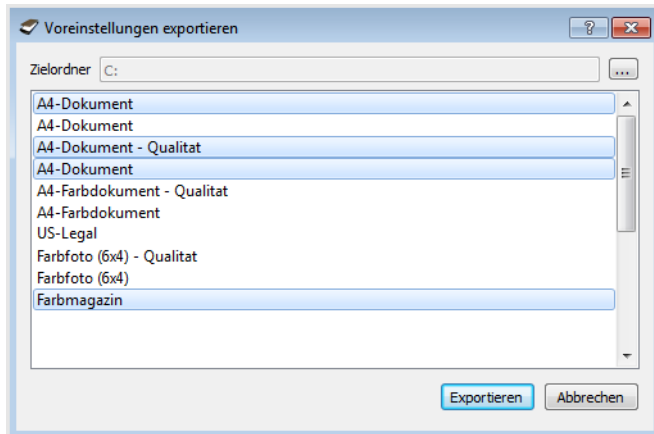 Voreinstellungen exportieren
Zielordner C:
...
A4-Dokument
A4-Dokument
A4-Dokument - Qualitat
A4-Dokument
A4-Farbdokument - Qualitat
A4-Farbdokument
US-Legal
Farbfoto (6x4) - Qualitat
Farbfoto (6x4)
Farbmagazin
Exportieren Abbrechen